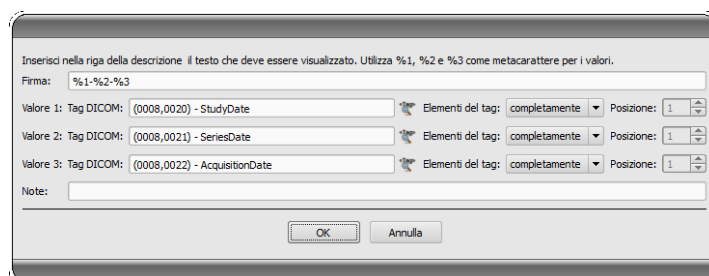 Inserisci nella riga della descrizione il testo che deve essere visualizzato. Utilizza %1, %2 e %3 come metacarattere per i valori.
Firma: %1-%2-%3
Valore 1: Tag DICOM: (0008,0020) - StudyDate Elementi del tag: completamente Posizione: 1
Valore 2: Tag DICOM: (0008,0021) - SeriesDate Elementi del tag: completamente Posizione: 1
Valore 3: Tag DICOM: (0008,0022) - AcquisitionDate Elementi del tag: completamente Posizione: 1
Note:
OK Annulla